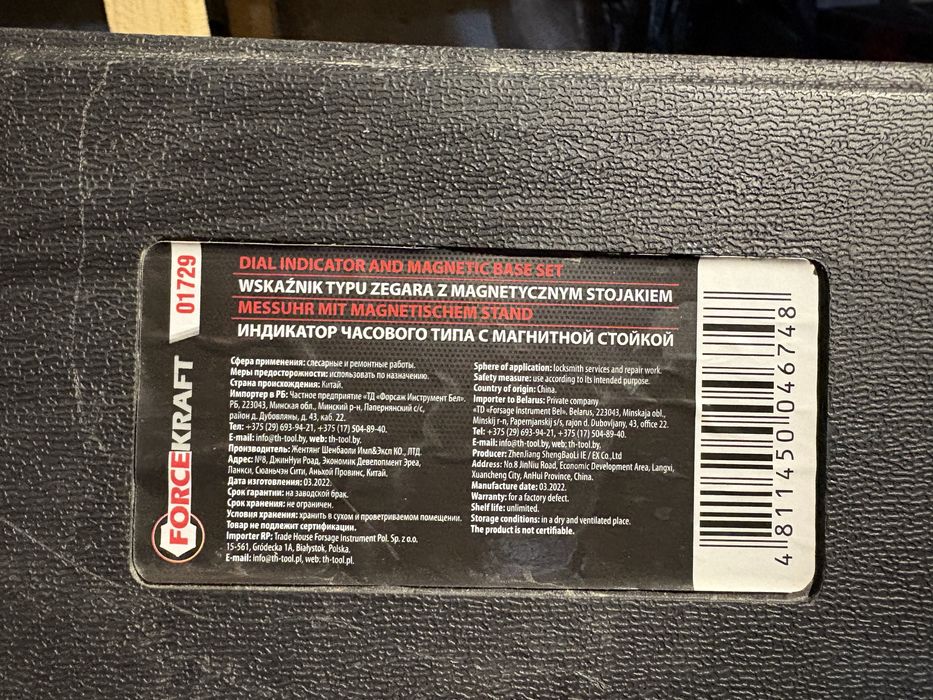 FORCEKRAFT
01729
DIAL INDICATOR AND MAGNETIC BASE SET
WSKAŹNIK TYPU ZEGARA Z MAGNETYCZNYM STOJAKIEM
MESSUHR MIT MAGNETISCHEM STAND
ИНДИКАТОР ЧАСОВОГО ТИПА С МАГНИТНОЙ СТОЙКОЙ
Сфера применения: слесарные и ремонтные работы.
Меры предосторожности: использовать по назначению.
Страна происхождения: Китай.
Импортер в РБ: Частное предприятие «ТД «Форсаж Инструмент Бел».
РБ, 223043, Минская обл., Минский р-н, Папернянский с/с,
район д. Дубовляны, д. 43, каб. 22.
Тел: +375 (29) 693-94-21, +375 (17) 504-89-40.
E-mail: info@th-tool.by, web: th-tool.by.
Производитель: Жентянг Шенбаоли Имп&Эксп КО ., ЛТД.
Адрес: №8, ДжинНуи Роад, Экономик Девелопмент Эреа,
Лангкси, Сюаньчэн Сити, Аньхой Провинс, Китай.
Дата изготовления: 03.2022.
Срок гарантии: на заводской брак.
Срок хранения: не ограничен.
Условия хранения: хранить в сухом и проветриваемом помещении.
Товар не подлежит сертификации.
Importer RP: Trade House Forsage Instrument Pol. Sp. z o.o.
15-561, Gródecka 1A, Białystok, Polska.
E-mail: info@th-tool.pl, web: th-tool.pl.
Sphere of application: locksmith services and repair work.
Safety measure: use according to its intended purpose.
Country of origin: China.
Importer to Belarus: Private company
«TD «Forsage instrument Bel». Belarus, 223043, Minskaja obl.,
Minskij r-n, Papernjanskij s/s, rajon d. Dubovljany, 43, office 22.
Tel: +375 (29) 693-94-21, +375 (17) 504-89-40.
E-mail: info@th-tool.by, web: th-tool.by.
Producer: ZhenJiang ShengBaoLi IE / EX Co., Ltd
Address: No.8 JinLiu Road, Economic Development Area, Langxi,
Xuancheng City, AnHui Province, China.
Manufacture date: 03.2022.
Warranty: for a factory defect.
Shelf life: unlimited.
Storage conditions: in a dry and ventilated place.
The product is not certifiable.
4 811450 046748